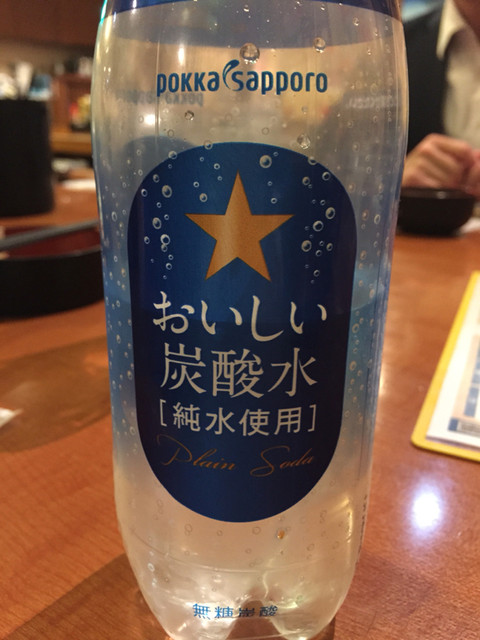 pokka sapporo
おいしい
炭酸水
[純水使用]
Plain Soda
無糖炭酸